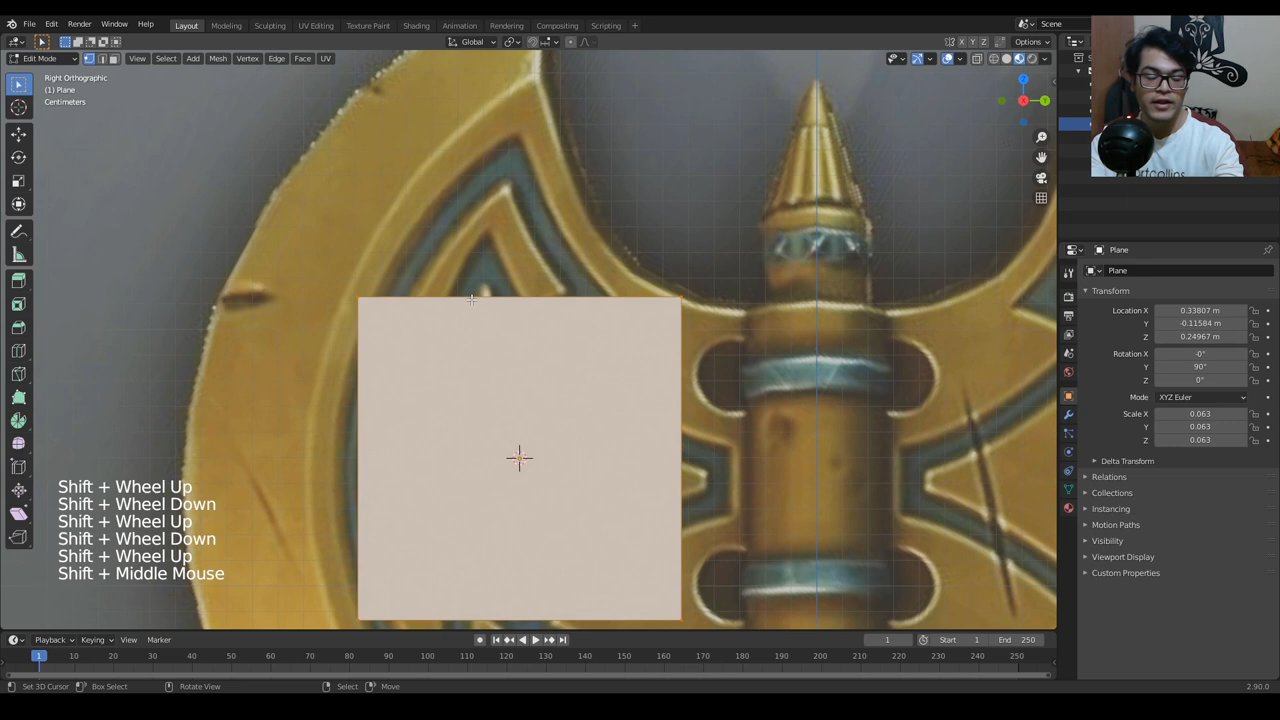 File Edit Render Window Help
Layout Modeling Sculpting UV Editing Texture Paint Shading Animation Rendering Compositing Scripting +
Scene
Global
X Y Z
Options
Edit Mode
View Select Add Mesh Vertex Edge Face UV
Right Orthographic
(1) Plane
Centimeters
Z
X
Y
Plane
Plane
Transform
Location X 0.33807 m
Y -0.11584 m
Z 0.24967 m
Rotation X -0°
Y 90°
Z 0°
Mode XYZ Euler
Scale X 0.063
Y 0.063
Z 0.063
Delta Transform
Relations
Collections
Instancing
Motion Paths
Visibility
Viewport Display
Custom Properties
Shift + Wheel Up
Shift + Wheel Down
Shift + Wheel Up
Shift + Wheel Down
Shift + Wheel Up
Shift + Middle Mouse
Playback Keying View Marker
1 Start 1 End 250
1 10 20 30 40 50 60 70 80 90 100 110 120 130 140 150 160 170 180 190 200 210 220 230 240 250
Set 3D Cursor Box Select Rotate View Select Move
2.90.0